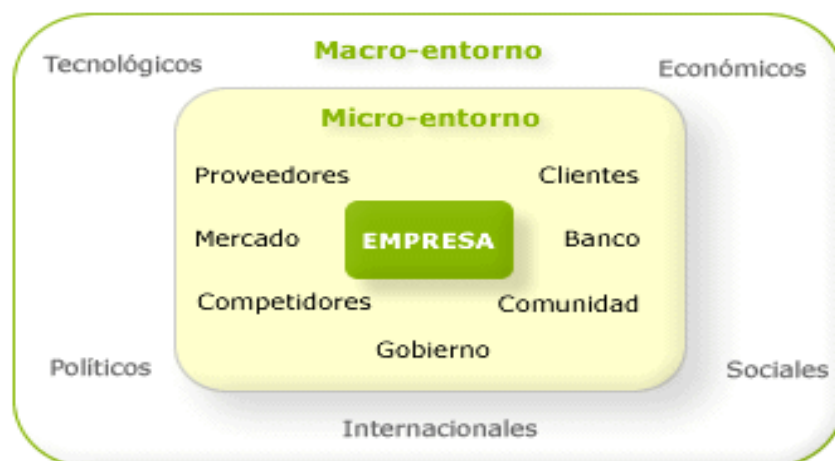 Macro-entorno
Tecnológicos
Económicos
Micro-entorno
Proveedores
Clientes
Mercado
EMPRESA
Banco
Competidores
Comunidad
Gobierno
Políticos
Sociales
Internacionales